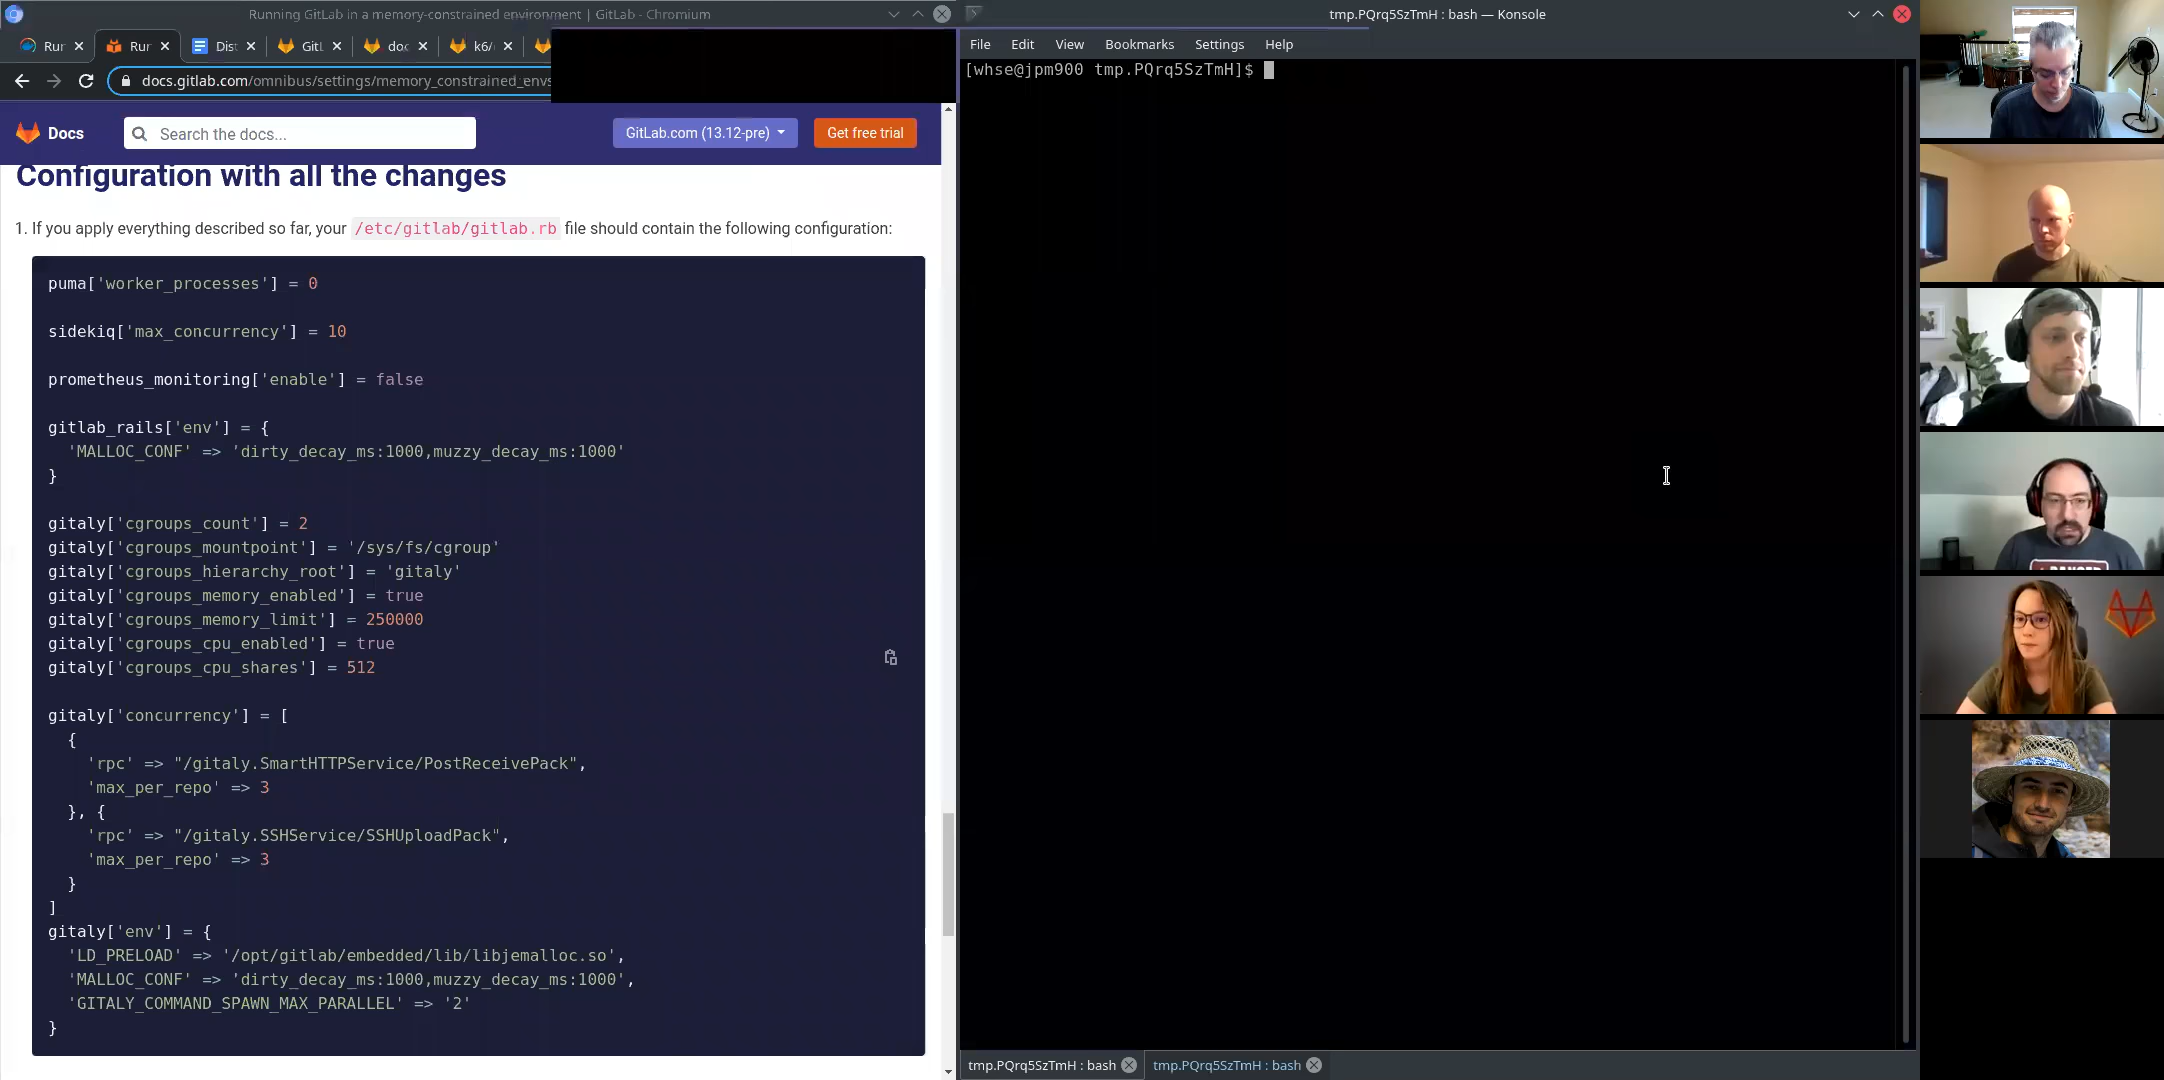 Running GitLab in a memory-constrained environment | GitLab - Chromium
Run
Run
Dist
GitL
doc
k6/
docs.gitlab.com/omnibus/settings/memory_constrained_envs
Docs
Search the docs...
GitLab.com (13.12-pre)
Get free trial
Configuration with all the changes
1. If you apply everything described so far, your /etc/gitlab/gitlab.rb file should contain the following configuration:
puma['worker_processes'] = 0
sidekiq['max_concurrency'] = 10
prometheus_monitoring['enable'] = false
gitlab_rails['env'] = {
'MALLOC_CONF' => 'dirty_decay_ms:1000,muzzy_decay_ms:1000'
}
gitaly['cgroups_count'] = 2
gitaly['cgroups_mountpoint'] = '/sys/fs/cgroup'
gitaly['cgroups_hierarchy_root'] = 'gitaly'
gitaly['cgroups_memory_enabled'] = true
gitaly['cgroups_memory_limit'] = 250000
gitaly['cgroups_cpu_enabled'] = true
gitaly['cgroups_cpu_shares'] = 512
gitaly['concurrency'] = [
{
'rpc' => "/gitaly.SmartHTTPService/PostReceivePack",
'max_per_repo' => 3
}, {
'rpc' => "/gitaly.SSHService/SSHUploadPack",
'max_per_repo' => 3
}
]
gitaly['env'] = {
'LD_PRELOAD' => '/opt/gitlab/embedded/lib/libjemalloc.so',
'MALLOC_CONF' => 'dirty_decay_ms:1000,muzzy_decay_ms:1000',
'GITALY_COMMAND_SPAWN_MAX_PARALLEL' => '2'
}
tmp.PQrq5SzTmH : bash — Konsole
File Edit View Bookmarks Settings Help
[whse@jpm900 tmp.PQrq5SzTmH]$
tmp.PQrq5SzTmH : bash
tmp.PQrq5SzTmH : bash